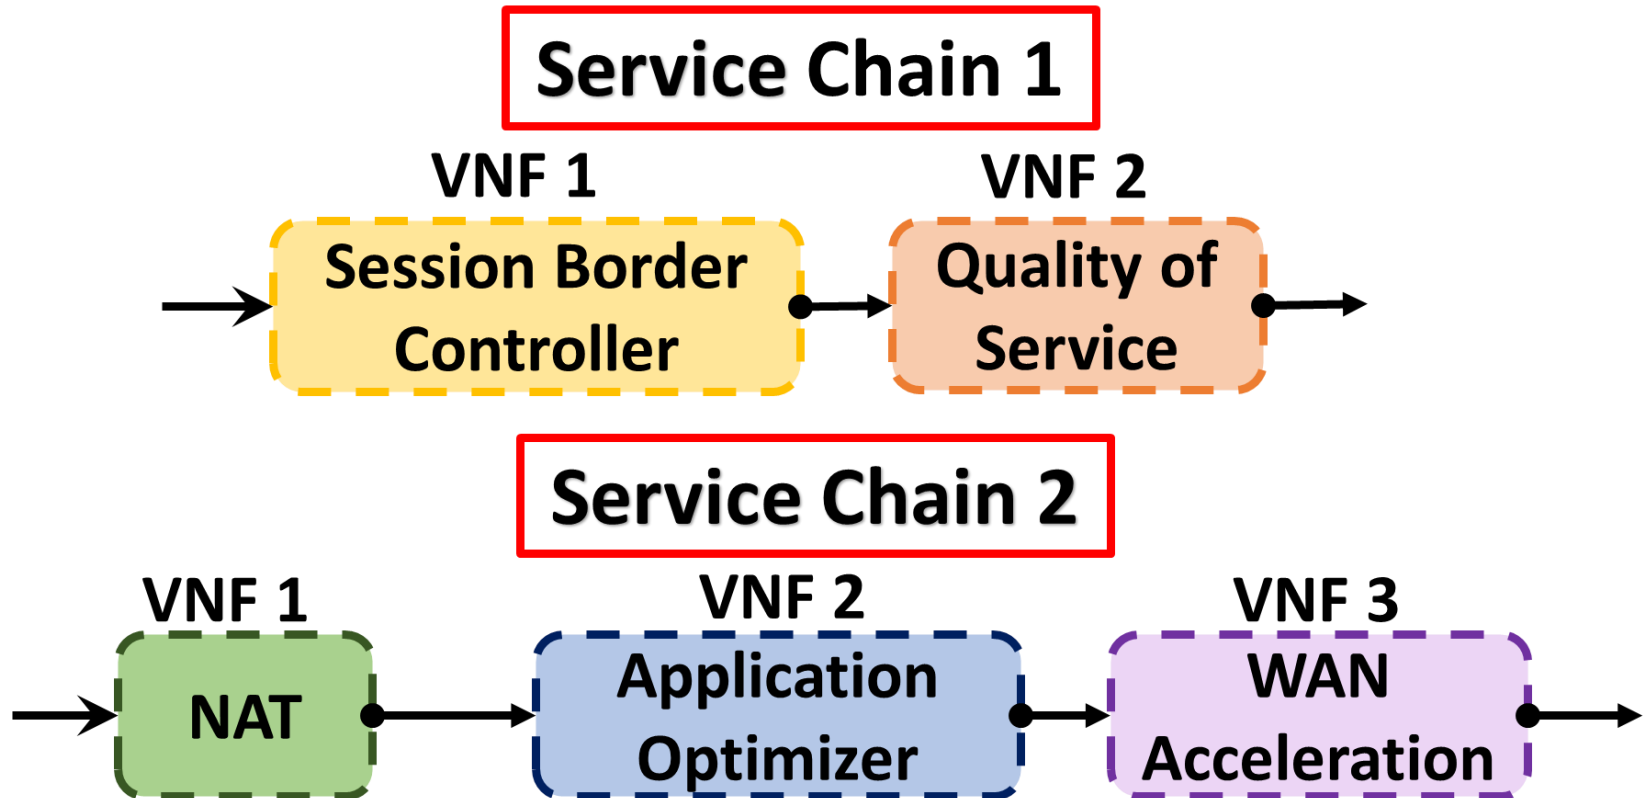 Service Chain 1
VNF 1
VNF 2
Session Border
Controller
Quality of
Service
Service Chain 2
VNF 1
VNF 2
VNF 3
NAT
Application
Optimizer
WAN
Acceleration